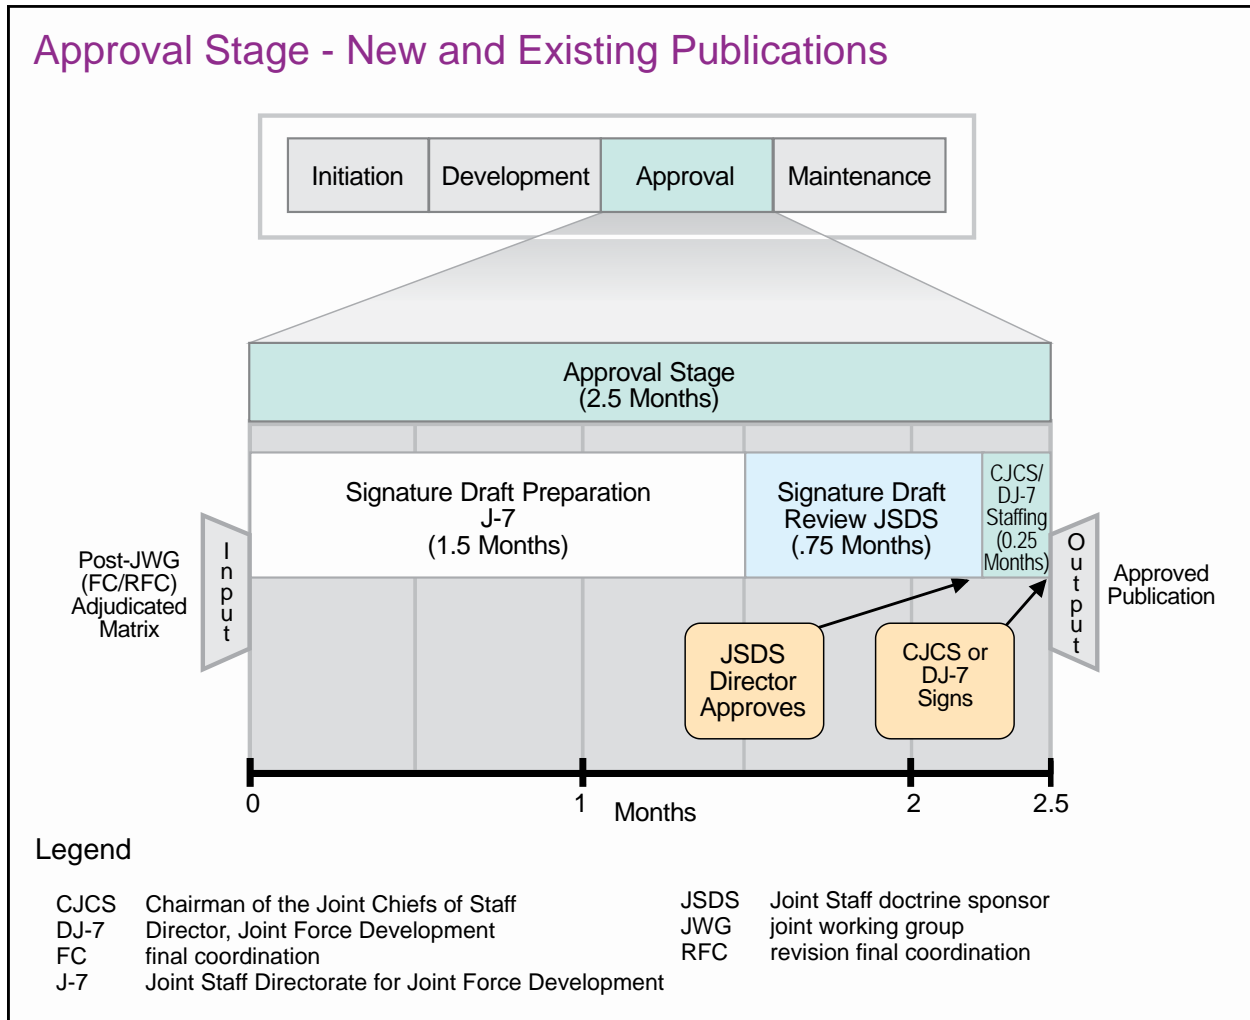 Approval Stage - New and Existing Publications
Initiation
Development
Approval
Maintenance
Approval Stage
(2.5 Months)
Signature Draft Preparation
J-7
(1.5 Months)
Signature Draft
Review JSDS
(.75 Months)
CJCS/
DJ-7
Staffing
(0.25
Months)
Post-JWG
(FC/RFC)
Adjudicated
Matrix
Input
Output
Approved
Publication
JSDS
Director
Approves
CJCS or
DJ-7
Signs
0
1
2
2.5
Months
Legend
CJCS Chairman of the Joint Chiefs of Staff
DJ-7 Director, Joint Force Development
FC final coordination
J-7 Joint Staff Directorate for Joint Force Development
JSDS Joint Staff doctrine sponsor
JWG joint working group
RFC revision final coordination